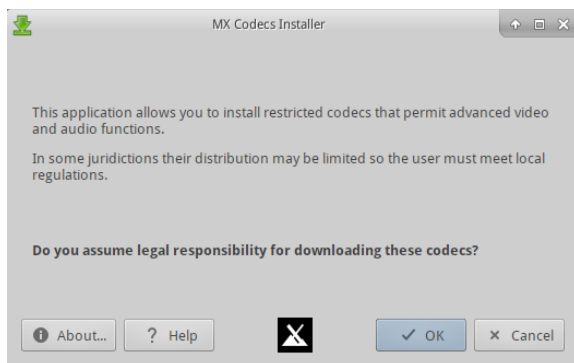 MX Codecs Installer
This application allows you to install restricted codecs that permit advanced video
and audio functions.
In some juridictions their distribution may be limited so the user must meet local
regulations.
Do you assume legal responsibility for downloading these codecs?
About... ? Help OK Cancel